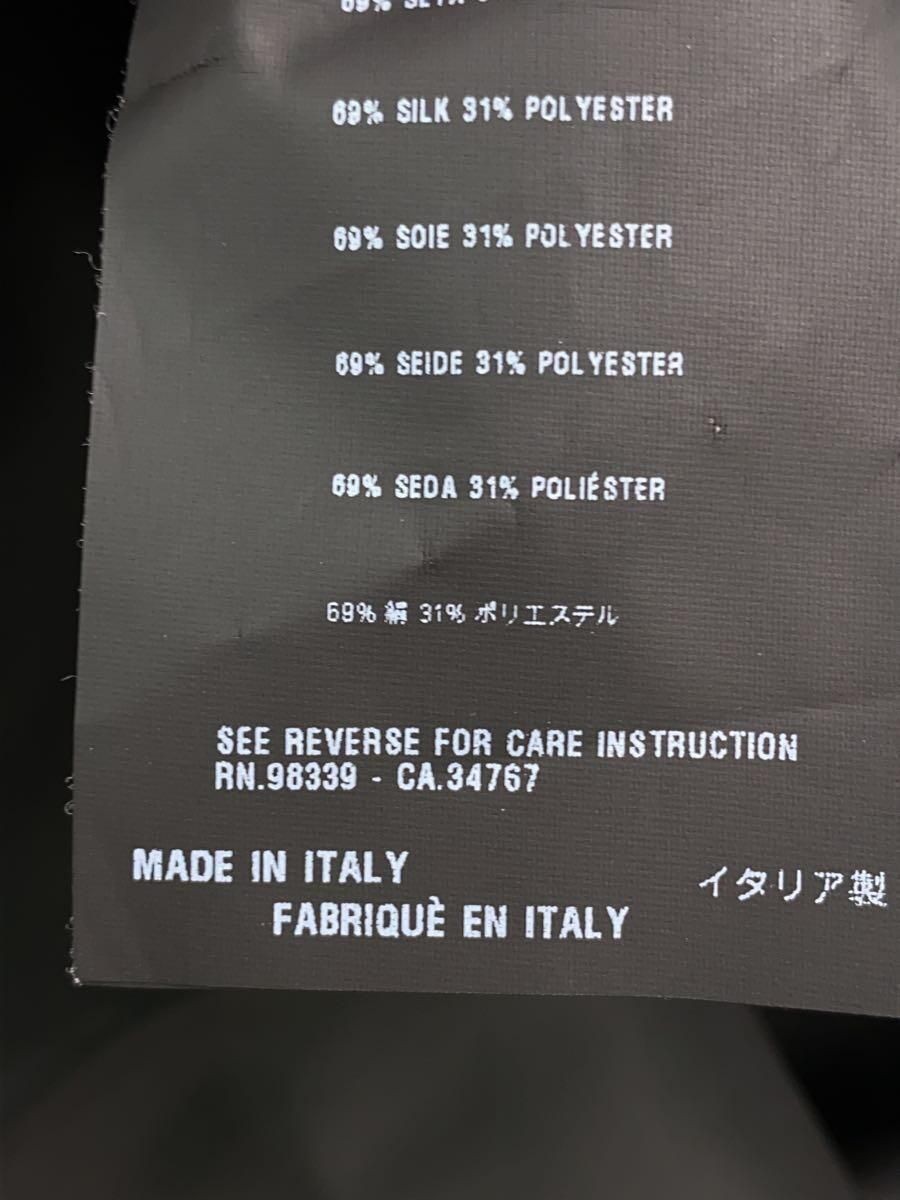 69% SILK 31% POLYESTER
69% SOIE 31% POLYESTER
69% SEIDE 31% POLYESTER
69% SEDA 31% POLIÉSTER
69% 絹 31% ポリエステル
SEE REVERSE FOR CARE INSTRUCTION
RN.98339 - CA.34767
MADE IN ITALY
FABRIQUÈ EN ITALY
イタリア製